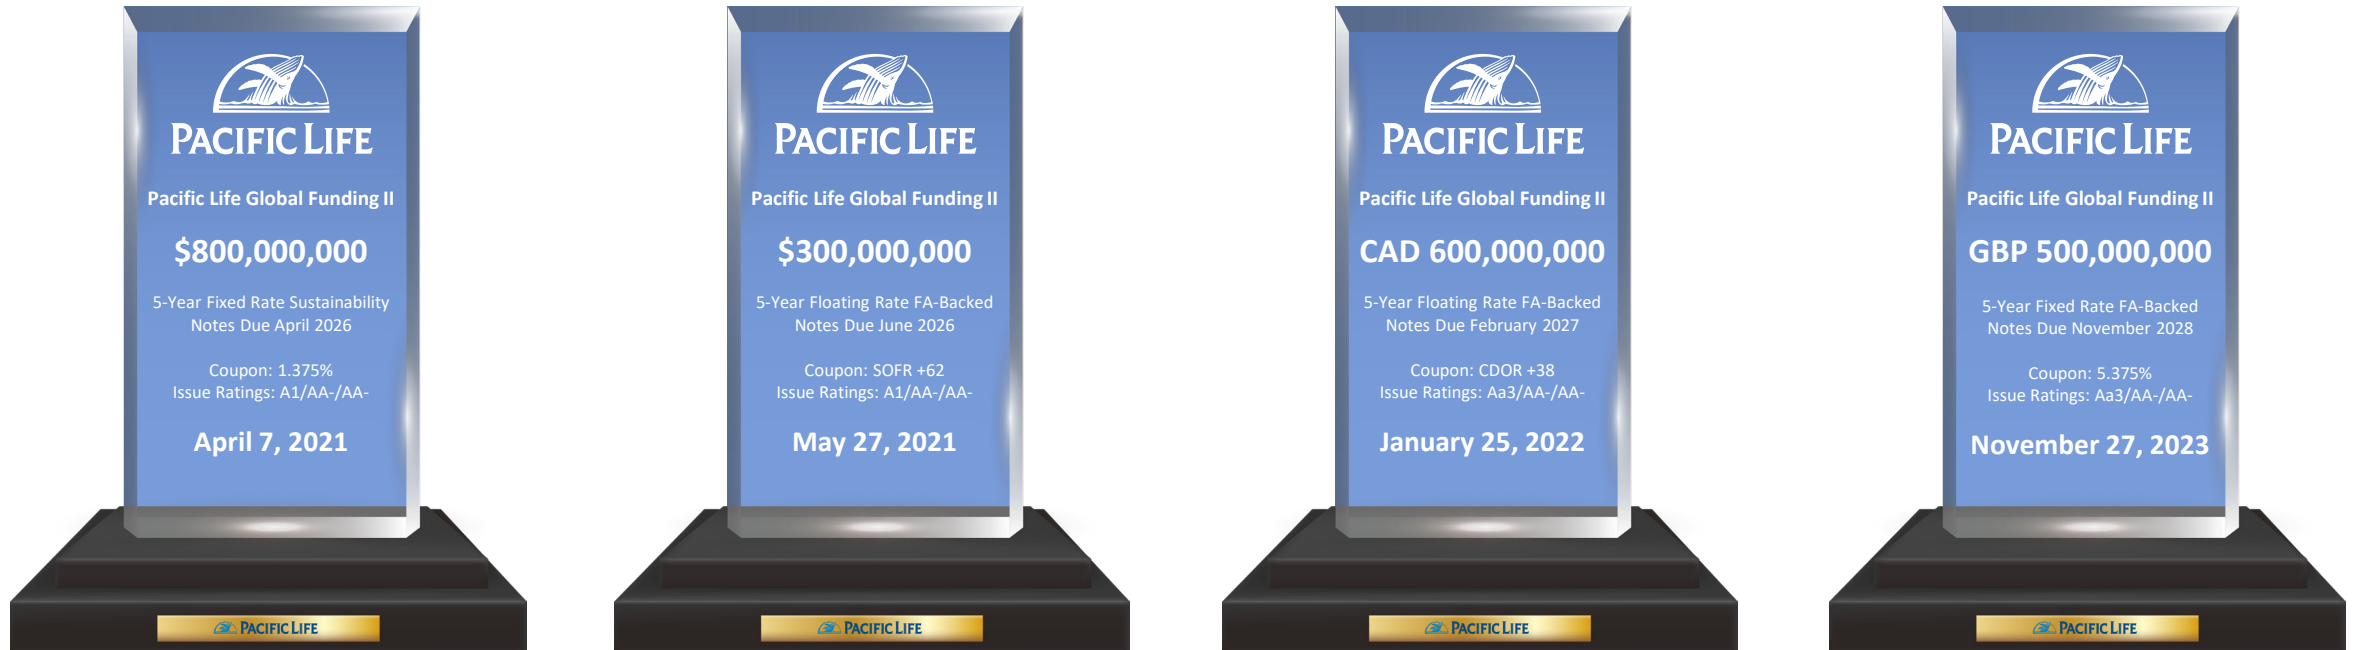 PACIFIC LIFE
Pacific Life Global Funding II
$800,000,000
5-Year Fixed Rate Sustainability
Notes Due April 2026
Coupon: 1.375%
Issue Ratings: A1/AA-/AA-
April 7, 2021
PACIFIC LIFE
PACIFIC LIFE
Pacific Life Global Funding II
$300,000,000
5-Year Floating Rate FA-Backed
Notes Due June 2026
Coupon: SOFR +62
Issue Ratings: A1/AA-/AA-
May 27, 2021
PACIFIC LIFE
PACIFIC LIFE
Pacific Life Global Funding II
CAD 600,000,000
5-Year Floating Rate FA-Backed
Notes Due February 2027
Coupon: CDOR +38
Issue Ratings: Aa3/AA-/AA-
January 25, 2022
PACIFIC LIFE
PACIFIC LIFE
Pacific Life Global Funding II
GBP 500,000,000
5-Year Fixed Rate FA-Backed
Notes Due November 2028
Coupon: 5.375%
Issue Ratings: Aa3/AA-/AA-
November 27, 2023
PACIFIC LIFE